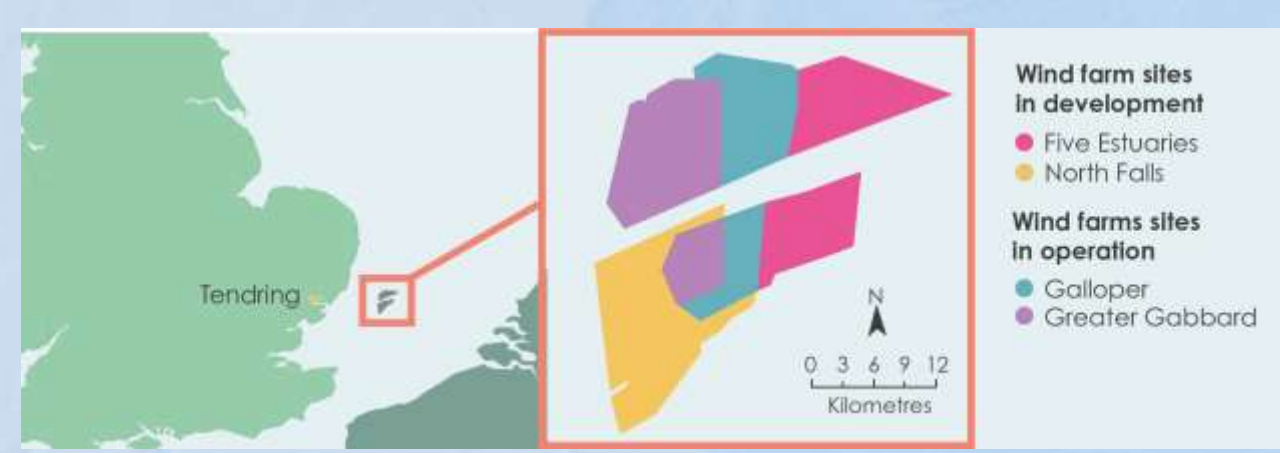 Tendring
N
0 3 6 9 12
Kilometres
Wind farm sites
in development
Five Estuaries
North Falls
Wind farms sites
in operation
Galloper
Greater Gabbard